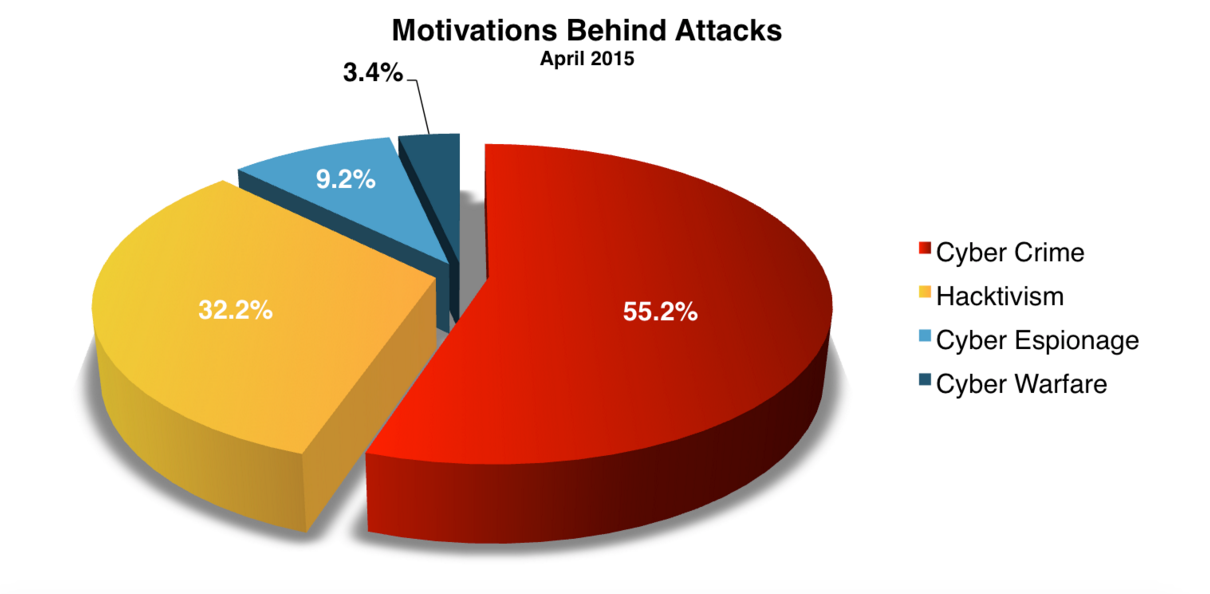 Motivations Behind Attacks
April 2015
3.4%
9.2%
32.2%
55.2%
Cyber Crime
Hacktivism
Cyber Espionage
Cyber Warfare